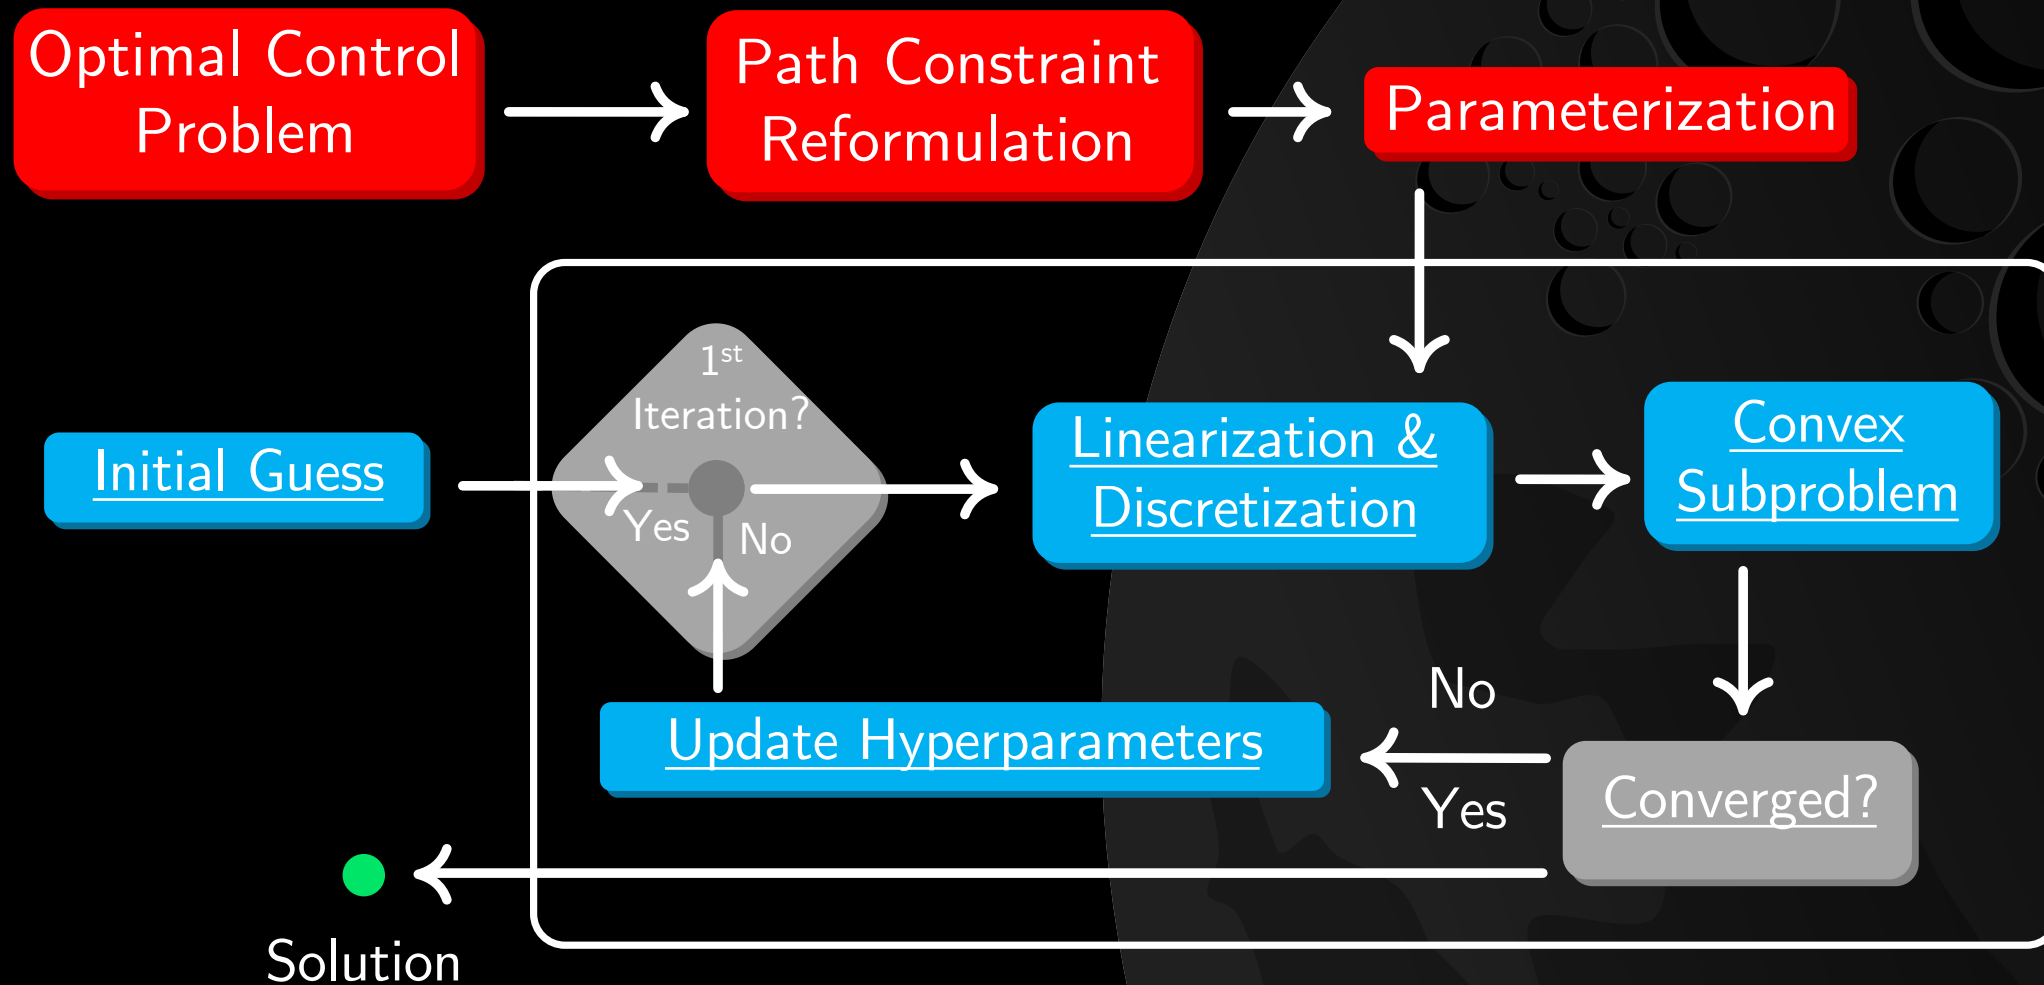 Optimal Control
Problem
Path Constraint
Reformulation
Parameterization
1st
Iteration?
Yes
No
Initial Guess
Linearization &
Discretization
Convex
Subproblem
No
Yes
Update Hyperparameters
Converged?
Solution